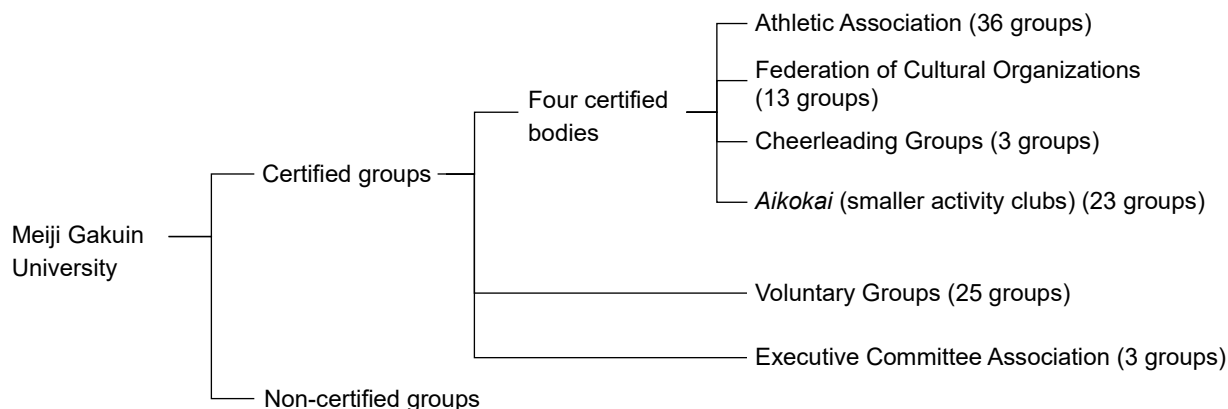 Athletic Association (36 groups)
Federation of Cultural Organizations
(13 groups)
Four certified
bodies
Cheerleading Groups (3 groups)
Certified groups
Aikokai (smaller activity clubs) (23 groups)
Meiji Gakuin
University
Voluntary Groups (25 groups)
Executive Committee Association (3 groups)
Non-certified groups